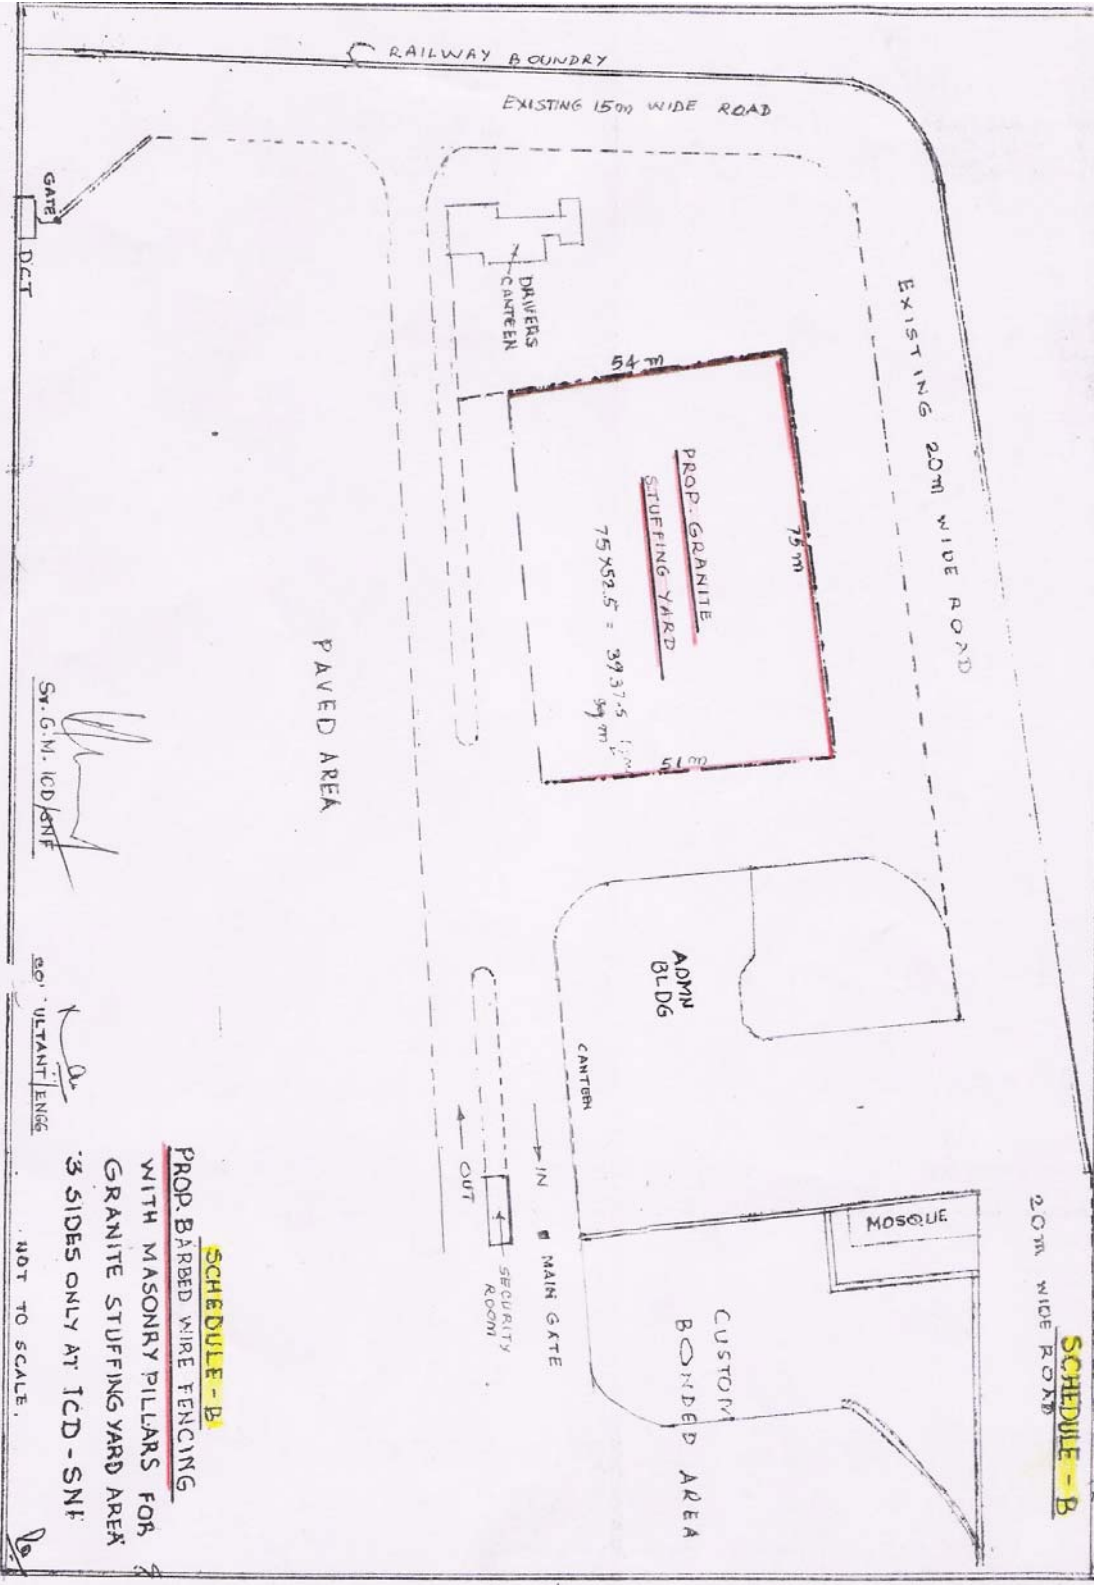 RAILWAY BOUNDRY
EXISTING 15m WIDE ROAD
GATE
DCT
DRIVERS
CANTEEN
EXISTING 20m WIDE ROAD
54 m
75 m
51 m
PROP. GRANITE
STUFFING YARD
75x52.5 = 3937.5
sq m
PAVED AREA
ADMN
BLDG
CANTEEN
IN
OUT
SECURITY
ROOM
MAIN GATE
MOSQUE
20m WIDE ROAD
SCHEDULE - B
CUSTOM
BONDED AREA
Sr. G.M. ICD/SNF
ULTANT/ENGG
SCHEDULE - B
PROP. BARBED WIRE FENCING
WITH MASONRY PILLARS FOR
GRANITE STUFFING YARD AREA
3 SIDES ONLY AT ICD - SNF
NOT TO SCALE.